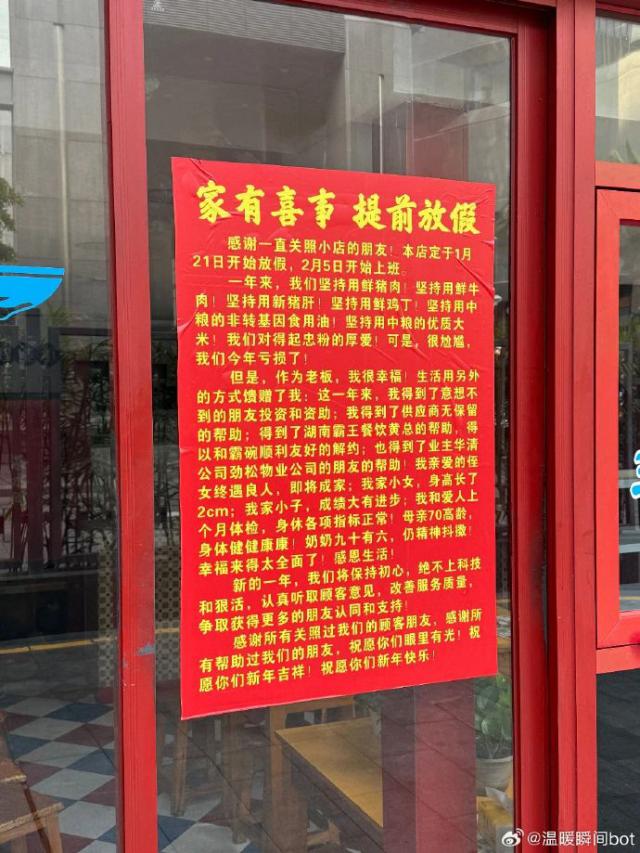 家有喜事 提前放假
感谢一直关照小店的朋友！本店定于1月
21日开始放假，2月5日开始上班。
一年来，我们坚持用鲜猪肉！坚持用鲜牛
肉！坚持用新猪肝！坚持用鲜鸡丁！坚持用中
粮的非转基因食用油！坚持用中粮的优质大
米！我们对得起忠粉的厚爱！可是，很尬尴，
我们今年亏损了！
但是，作为老板，我很幸福！生活用另外
的方式馈赠了我：这一年来，我得到了意想不
到的朋友投资和资助；我得到了供应商无保留
的帮助；得到了湖南霸王餐饮黄总的帮助，得
以和霸碗顺利友好的解约；也得到了业主华清
公司劲松物业公司的朋友的帮助！我亲爱的侄
女终遇良人，即将成家；我家小女，身高长了
2cm；我家小子，成绩大有进步；我和爱人上
个月体检，身休各项指标正常！母亲70高龄，
身体健健康康！奶奶九十有六，仍精神抖擞！
幸福来得太全面了！感恩生活！
新的一年，我们将保持初心，绝不上科技
和狠活，认真听取顾客意见，改善服务质量，
争取获得更多的朋友认同和支持！
感谢所有关照过我们的顾客朋友，感谢所
有帮助过我们的朋友，祝愿你们眼里有光！祝
愿你们新年吉祥！祝愿你们新年快乐！
@温暖瞬间bot